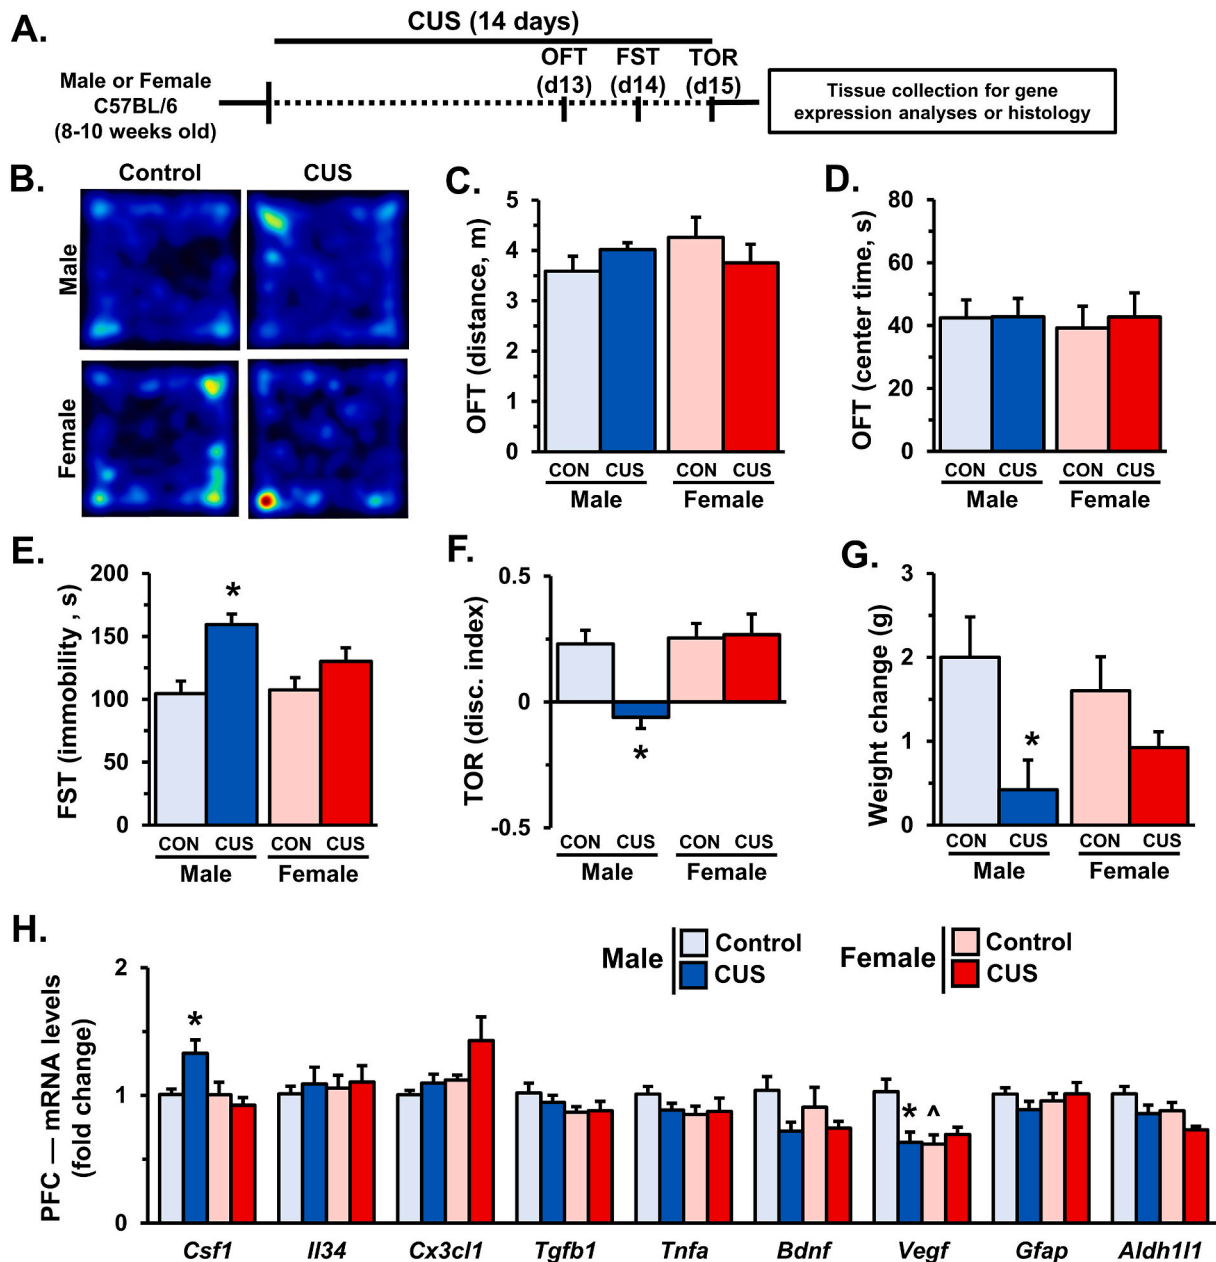 A.
CUS (14 days)
OFT FST TOR
(d13) (d14) (d15)
Male or Female
C57BL/6
(8-10 weeks old)
Tissue collection for gene
expression analyses or histology
B.
Control CUS
Male
Female
C.
OFT (distance, m)
5
4
3
2
1
0
CON CUS CON CUS
Male Female
D.
OFT (center time, s)
80
60
40
20
0
CON CUS CON CUS
Male Female
E.
FST (immobility , s)
200
150
100
50
0
*
CON CUS CON CUS
Male Female
F.
TOR (disc. index)
0.5
0
-0.5
*
CON CUS CON CUS
Male Female
G.
Weight change (g)
3
2
1
0
*
CON CUS CON CUS
Male Female
H.
Male Control Female Control
CUS CUS
PFC — mRNA levels
(fold change)
2
1
0
* * ^
Csf1 Il34 Cx3cl1 Tgfb1 Tnfa Bdnf Vegf Gfap Aldh1l1